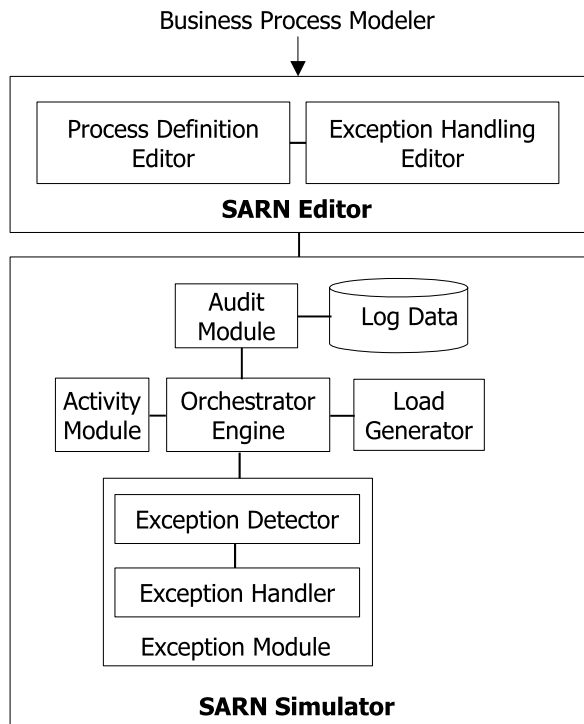 Business Process Modeler
Process Definition
Editor
Exception Handling
Editor
SARN Editor
Audit
Module
Log Data
Activity
Module
Orchestrator
Engine
Load
Generator
Exception Detector
Exception Handler
Exception Module
SARN Simulator